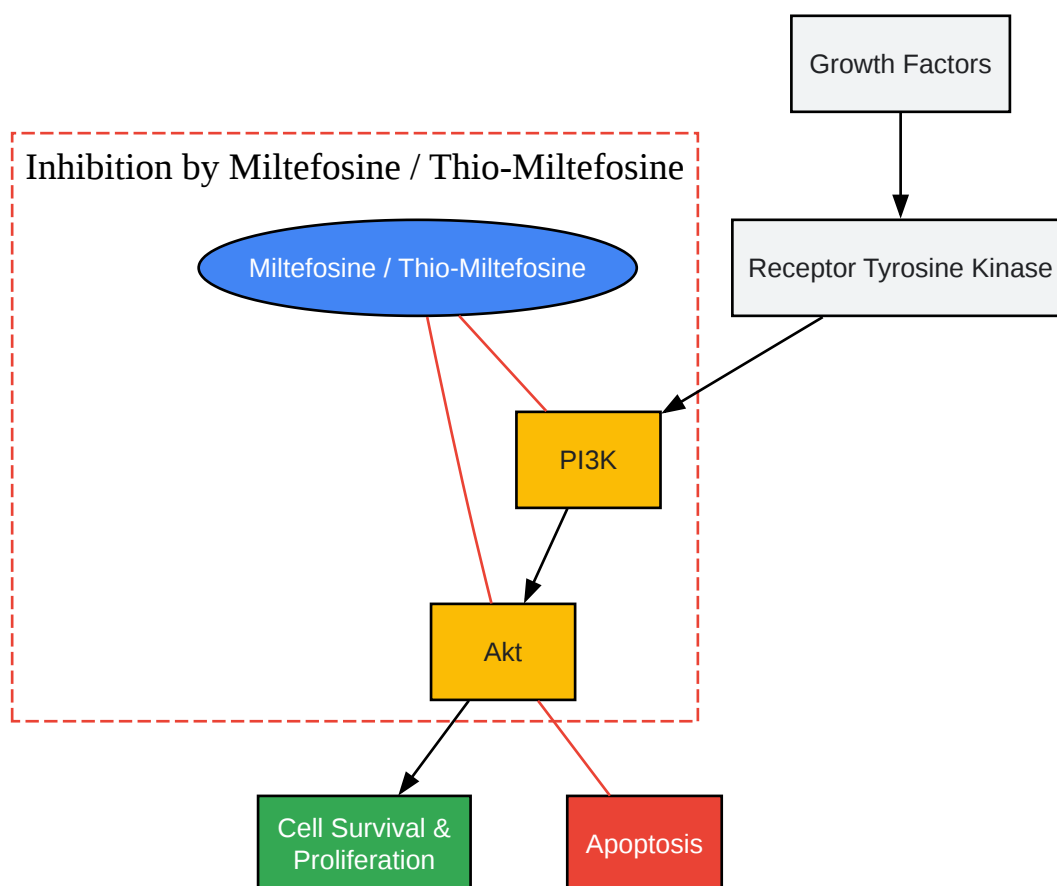 Growth Factors
Inhibition by Miltefosine / Thio-Miltefosine
Miltefosine / Thio-Miltefosine
Receptor Tyrosine Kinase
PI3K
Akt
Cell Survival &
Proliferation
Apoptosis